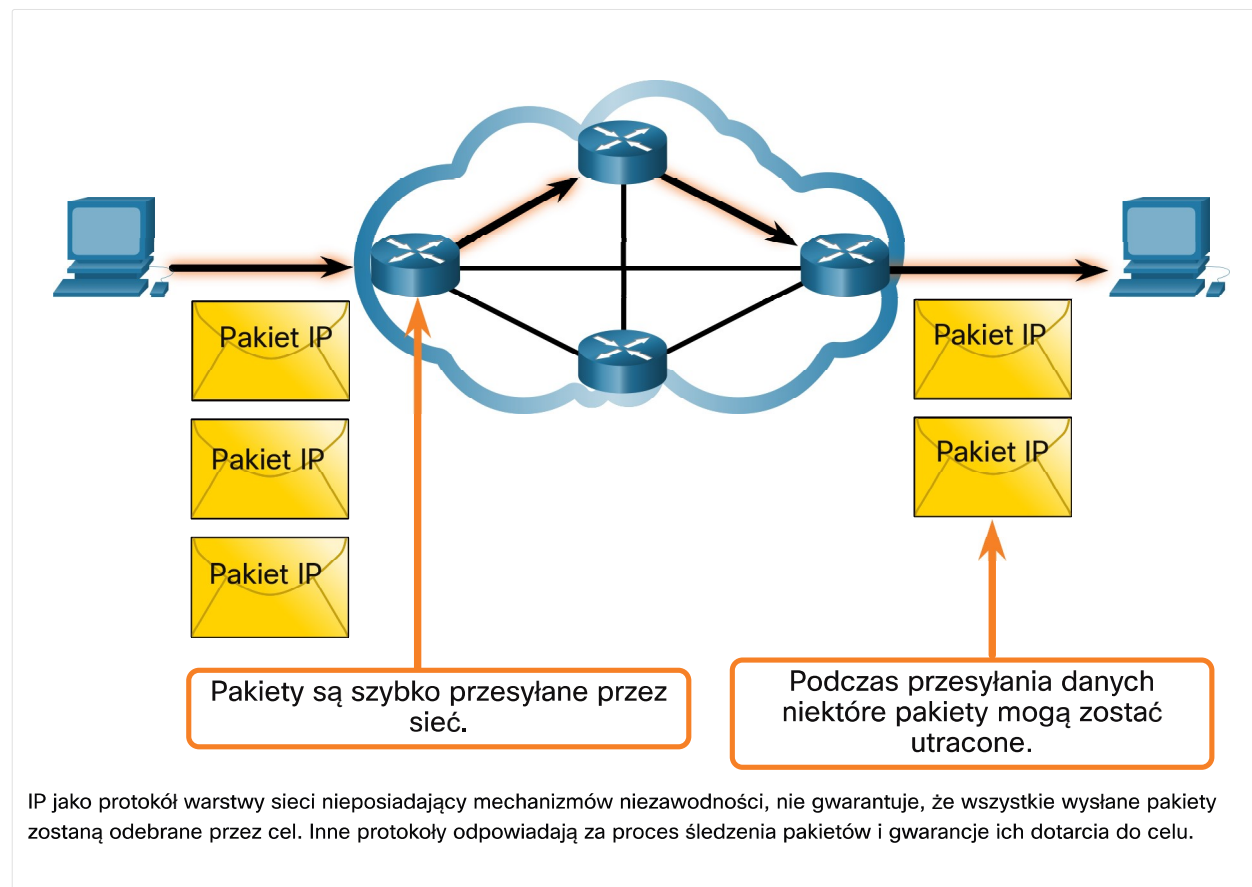 Pakiet IP
Pakiet IP
Pakiet IP
Pakiet IP
Pakiet IP
Pakiety są szybko przesyłane przez
sieć.
Podczas przesyłania danych
niektóre pakiety mogą zostać
utracone.
IP jako protokół warstwy sieci nieposiadający mechanizmów niezawodności, nie gwarantuje, że wszystkie wysłane pakiety
zostaną odebrane przez cel. Inne protokoły odpowiadają za proces śledzenia pakietów i gwarancje ich dotarcia do celu.